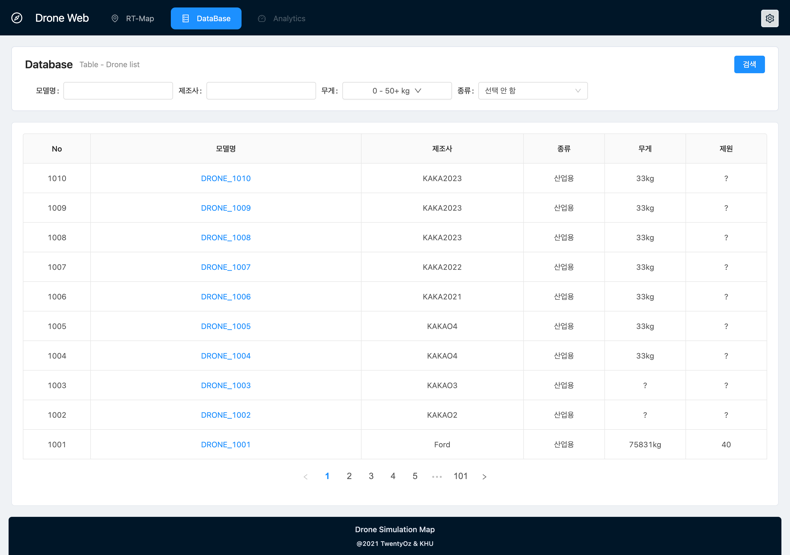 Drone Web RT-Map DataBase Analytics
Database Table - Drone list 검색
모델명: 제조사: 무게: 0 - 50+ kg 종류: 선택 안 함
No 모델명 제조사 종류 무게 제원
1010 DRONE_1010 KAKA2023 산업용 33kg ?
1009 DRONE_1009 KAKA2023 산업용 33kg ?
1008 DRONE_1008 KAKA2023 산업용 33kg ?
1007 DRONE_1007 KAKA2022 산업용 33kg ?
1006 DRONE_1006 KAKA2021 산업용 33kg ?
1005 DRONE_1005 KAKAO4 산업용 33kg ?
1004 DRONE_1004 KAKAO4 산업용 33kg ?
1003 DRONE_1003 KAKAO3 산업용 ? ?
1002 DRONE_1002 KAKAO2 산업용 ? ?
1001 DRONE_1001 Ford 산업용 75831kg 40
1 2 3 4 5 ••• 101
Drone Simulation Map
@2021 TwentyOz & KHU